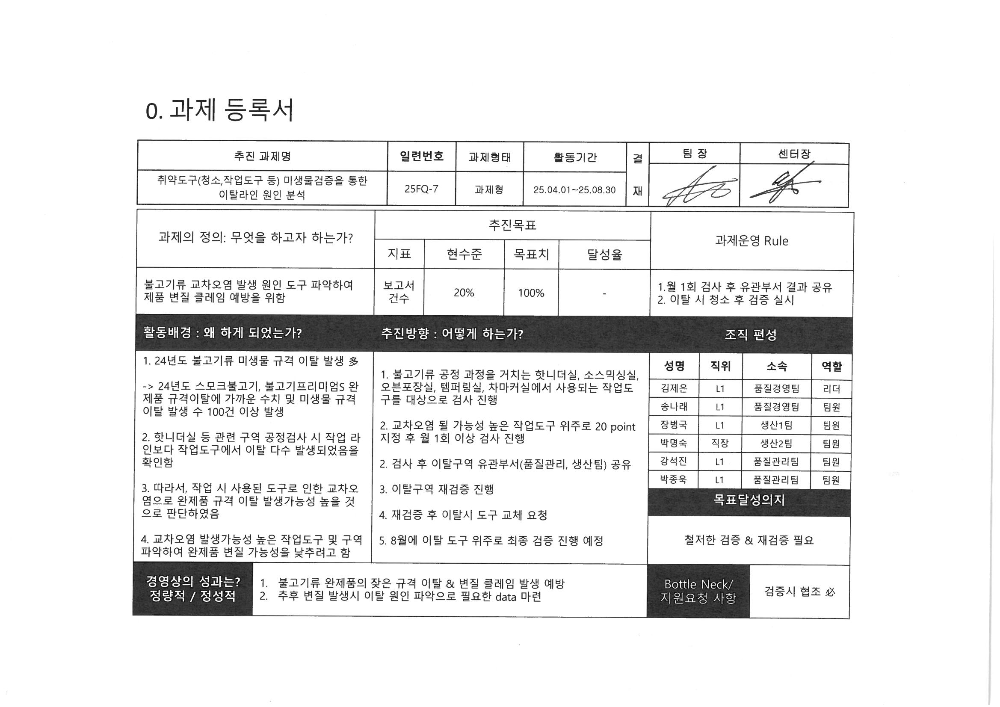 0. 과제 등록서
추진 과제명
일련번호
과제형태
활동기간
결
재
팀 장
센터장
취약도구(청소,작업도구 등) 미생물검증을 통한
이탈라인 원인 분석
25FQ-7
과제형
25.04.01~25.08.30
과제의 정의: 무엇을 하고자 하는가?
추진목표
지표
현수준
목표치
달성율
과제운영 Rule
불고기류 교차오염 발생 원인 도구 파악하여
제품 변질 클레임 예방을 위함
보고서
건수
20%
100%
-
1.월 1회 검사 후 유관부서 결과 공유
2. 이탈 시 청소 후 검증 실시
활동배경 : 왜 하게 되었는가?
추진방향 : 어떻게 하는가?
조직 편성
1. 24년도 불고기류 미생물 규격 이탈 발생 多
-> 24년도 스모크불고기, 불고기프리미엄S 완
제품 규격이탈에 가까운 수치 및 미생물 규격
이탈 발생 수 100건 이상 발생
2. 핫니더실 등 관련 구역 공정검사 시 작업 라
인보다 작업도구에서 이탈 다수 발생되었음을
확인함
3. 따라서, 작업 시 사용된 도구로 인한 교차오
염으로 완제품 규격 이탈 발생가능성 높을 것
으로 판단하였음
4. 교차오염 발생가능성 높은 작업도구 및 구역
파악하여 완제품 변질 가능성을 낮추려고 함
1. 불고기류 공정 과정을 거치는 핫니더실, 소스믹싱실,
오븐포장실, 템퍼링실, 차마커실에서 사용되는 작업도
구를 대상으로 검사 진행
2. 교차오염 될 가능성 높은 작업도구 위주로 20 point
지정 후 월 1회 이상 검사 진행
2. 검사 후 이탈구역 유관부서(품질관리, 생산팀) 공유
3. 이탈구역 재검증 진행
4. 재검증 후 이탈시 도구 교체 요청
5. 8월에 이탈 도구 위주로 최종 검증 진행 예정
성명 직위 소속 역할
김제은 L1 품질경영팀 리더
송나래 L1 품질경영팀 팀원
장병국 L1 생산1팀 팀원
박명숙 직장 생산2팀 팀원
강석진 L1 품질관리팀 팀원
박종욱 L1 품질관리팀 팀원
목표달성의지
철저한 검증 & 재검증 필요
경영상의 성과는?
정량적 / 정성적
1. 불고기류 완제품의 잦은 규격 이탈 & 변질 클레임 발생 예방
2. 추후 변질 발생시 이탈 원인 파악으로 필요한 data 마련
Bottle Neck/
지원요청 사항
검증시 협조 必